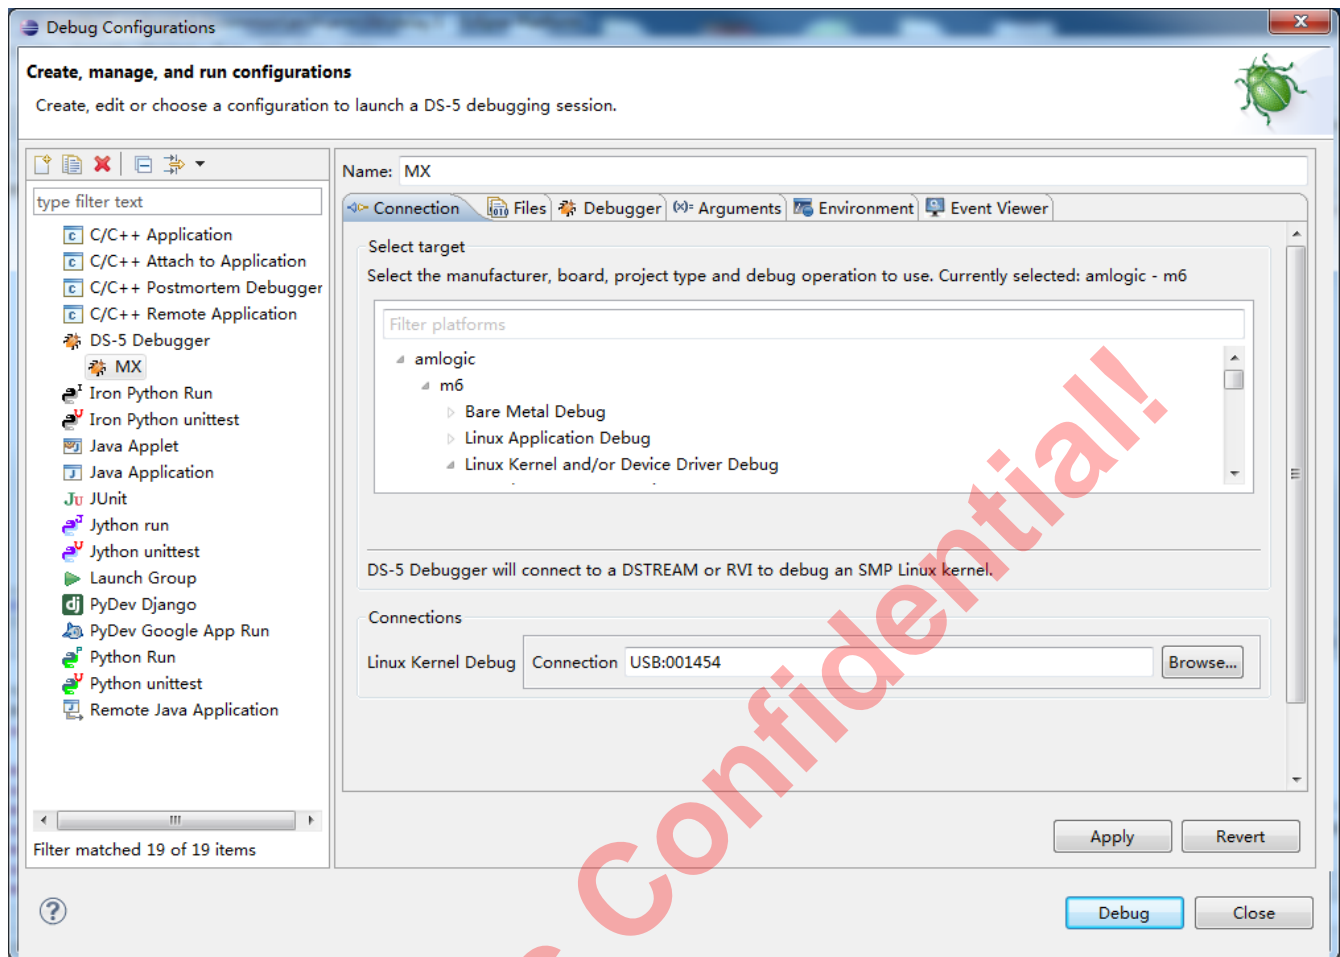 Debug Configurations
Create, manage, and run configurations
Create, edit or choose a configuration to launch a DS-5 debugging session.
type filter text
C/C++ Application
C/C++ Attach to Application
C/C++ Postmortem Debugger
C/C++ Remote Application
DS-5 Debugger
MX
Iron Python Run
Iron Python unittest
Java Applet
Java Application
JUnit
Jython run
Jython unittest
Launch Group
PyDev Django
PyDev Google App Run
Python Run
Python unittest
Remote Java Application
Filter matched 19 of 19 items
Name: MX
Connection Files Debugger Arguments Environment Event Viewer
Select target
Select the manufacturer, board, project type and debug operation to use. Currently selected: amlogic - m6
Filter platforms
amlogic
m6
Bare Metal Debug
Linux Application Debug
Linux Kernel and/or Device Driver Debug
DS-5 Debugger will connect to a DSTREAM or RVI to debug an SMP Linux kernel.
Connections
Linux Kernel Debug Connection USB:001454 Browse...
Apply Revert
Debug Close
Confidential!